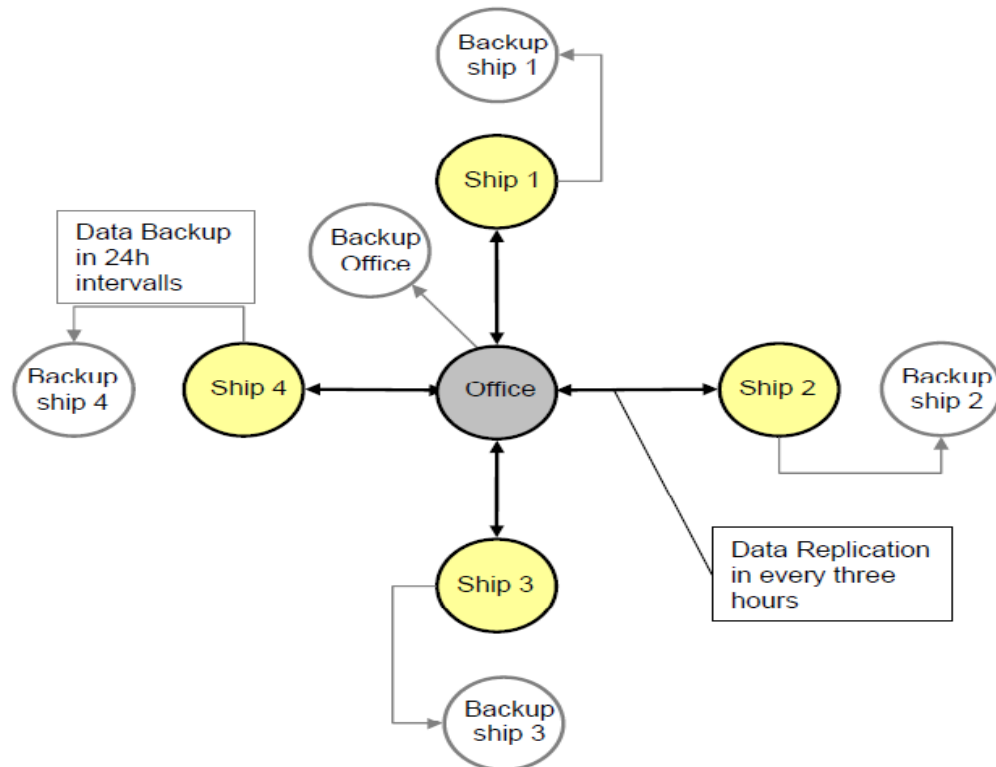 Backup
ship 1
Ship 1
Data Backup
in 24h
intervalls
Backup
Office
Backup
ship 4
Ship 4
Office
Ship 2
Backup
ship 2
Ship 3
Data Replication
in every three
hours
Backup
ship 3